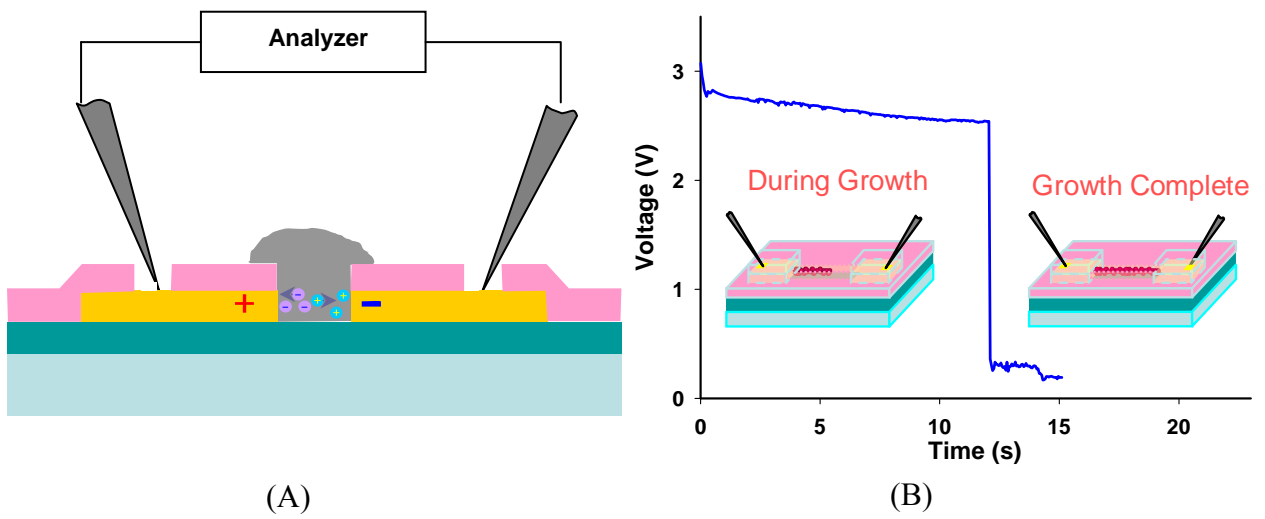 Analyzer
+
−
−
−
−
+
+
+
(A)
Voltage (V)
3
2
1
0
During Growth
Growth Complete
0
5
10
15
20
Time (s)
(B)